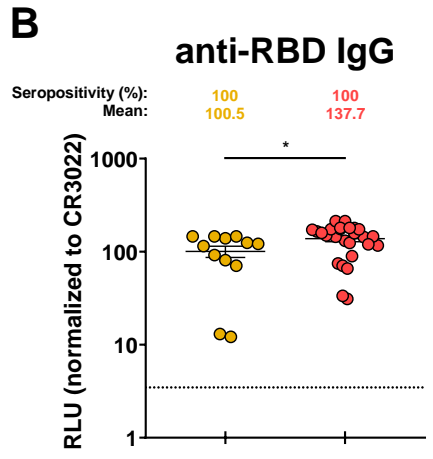 B
anti-RBD IgG
Seropositivity (%): 100 100
Mean: 100.5 137.7
RLU (normalized to CR3022)
*
1000
100
10
1